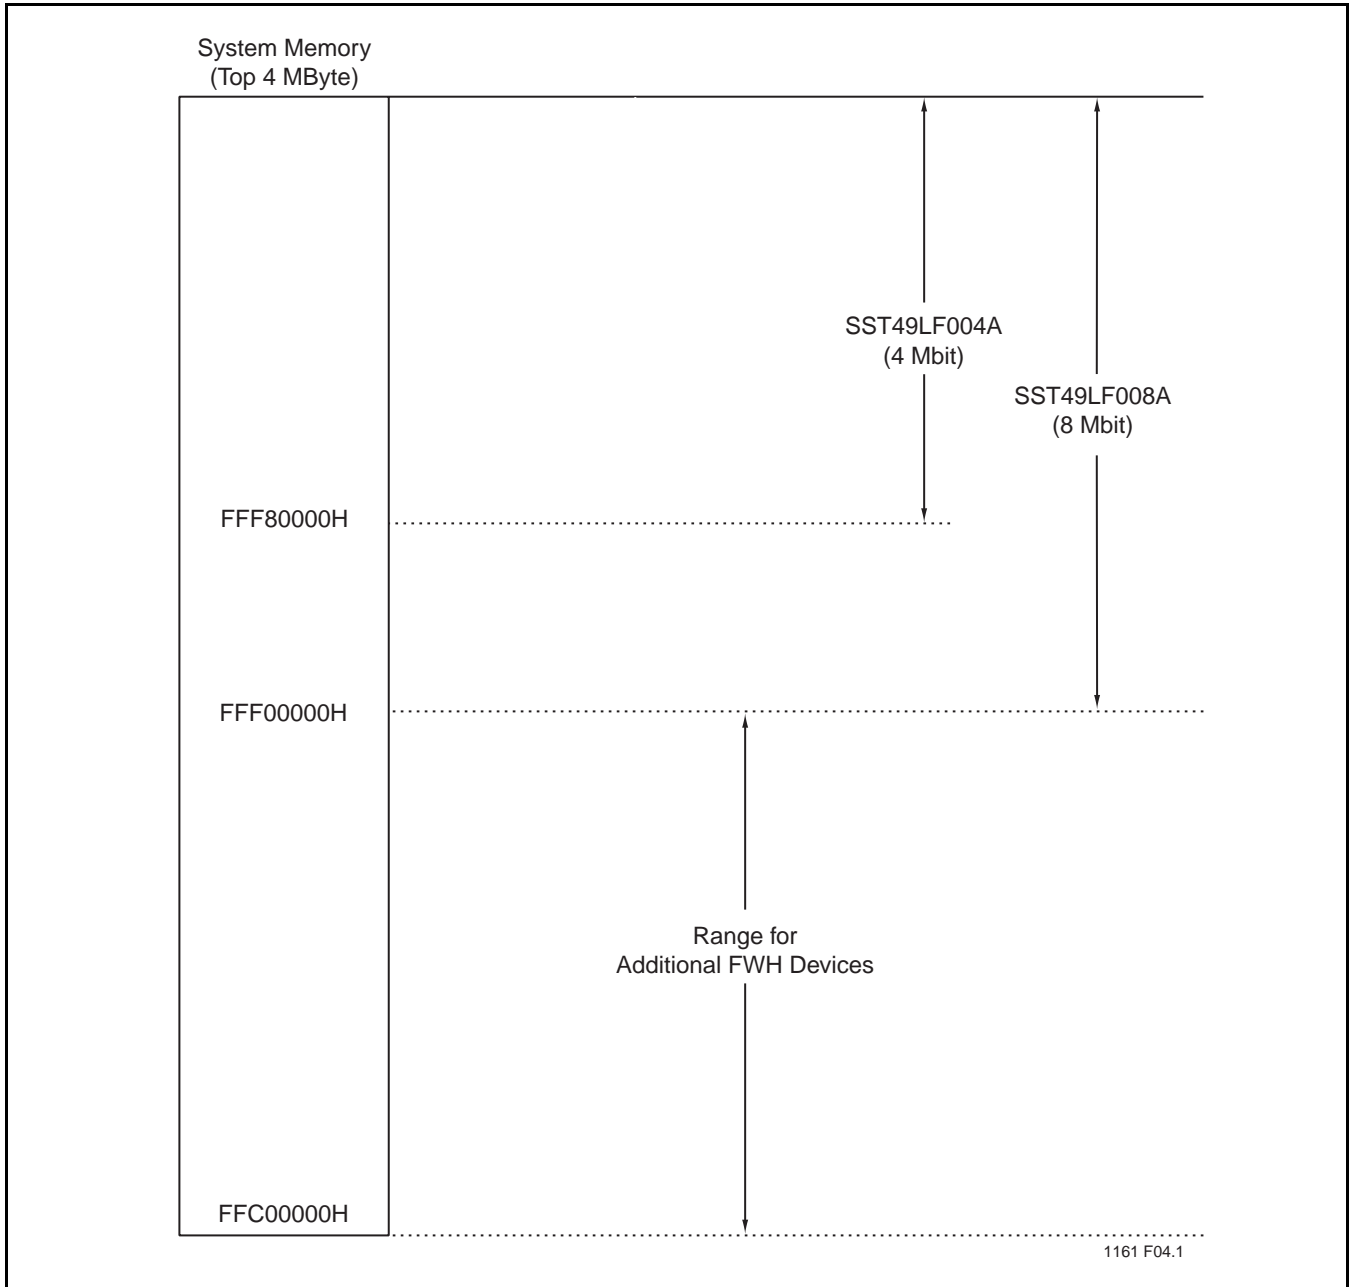 System Memory
(Top 4 MByte)
SST49LF004A
(4 Mbit)
SST49LF008A
(8 Mbit)
FFF80000H
FFF00000H
Range for
Additional FWH Devices
FFC00000H
1161 F04.1